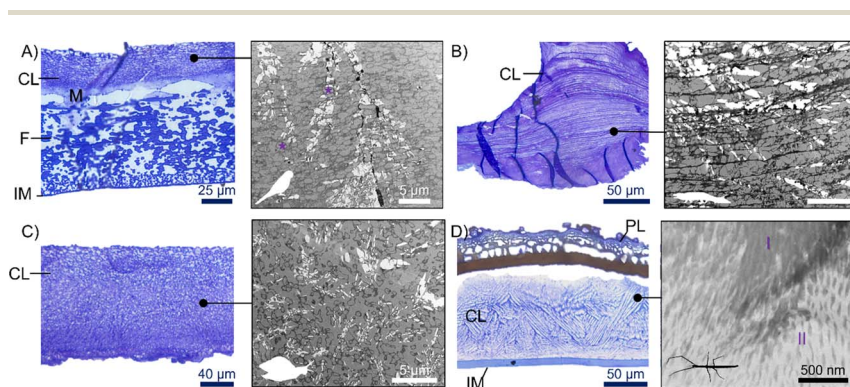 A)
CL
M
F
IM
25 µm
*
*
5 µm
B)
CL
50 µm
C)
CL
40 µm
5 µm
D)
PL
CL
IM
50 µm
I
II
500 nm